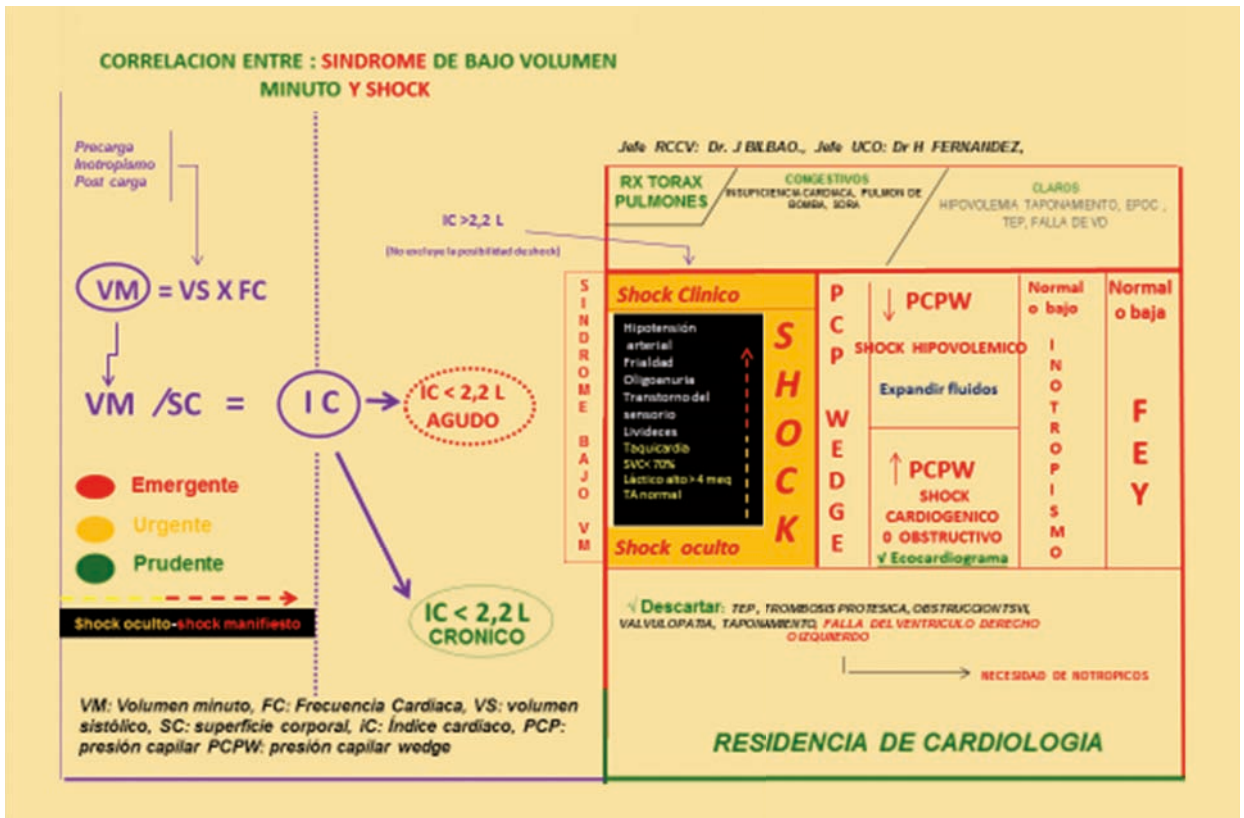 CORRELACION ENTRE : SINDROME DE BAJO VOLUMEN
MINUTO Y SHOCK
Precarga
Inotropismo
Post carga
VM = VS X FC
VM /SC = I C
IC < 2,2 L
AGUDO
IC < 2,2 L
CRONICO
Emergente
Urgente
Prudente
Shock oculto-shock manifiesto
VM: Volumen minuto, FC: Frecuencia Cardiaca, VS: volumen
sistólico, SC: superficie corporal, iC: Índice cardiaco, PCP:
presión capilar PCPW: presión capilar wedge
IC >2,2 L
(No excluye la posibilidad de shock)
Jefe RCCV: Dr. J BILBAO., Jefe UCO: Dr H FERNANDEZ,
RX TORAX
PULMONES
CONGESTIVOS
INSUFICIENCIA CARDIACA, PULMON DE
BOMBA, SDRA
CLAROS
HIPOVOLEMIA TAPONAMIENTO, EPOC ,
TEP, FALLA DE VD
SINDROME BAJO VM
Shock Clinico
Hipotensión
arterial
Frialdad
Oligoanuria
Transtorno del
sensorio
Livideces
Taquicardia
SVC< 70%
Láctico alto > 4 meq
TA normal
Shock oculto
SHOCK
PCP WEDGE
PCPW
SHOCK HIPOVOLEMICO
Expandir fluidos
PCPW
SHOCK
CARDIOGENICO
0 OBSTRUCTIVO
√ Ecocardiograma
Normal
o bajo
INOTROPISMO
Normal
o baja
FEY
√ Descartar: TEP, TROMBOSIS PROTESICA, OBSTRUCCION TSVI,
VALVULOPATIA, TAPONAMIENTO, FALLA DEL VENTRICULO DERECHO
O IZQUIERDO
NECESIDAD DE NOTROPICOS
RESIDENCIA DE CARDIOLOGIA